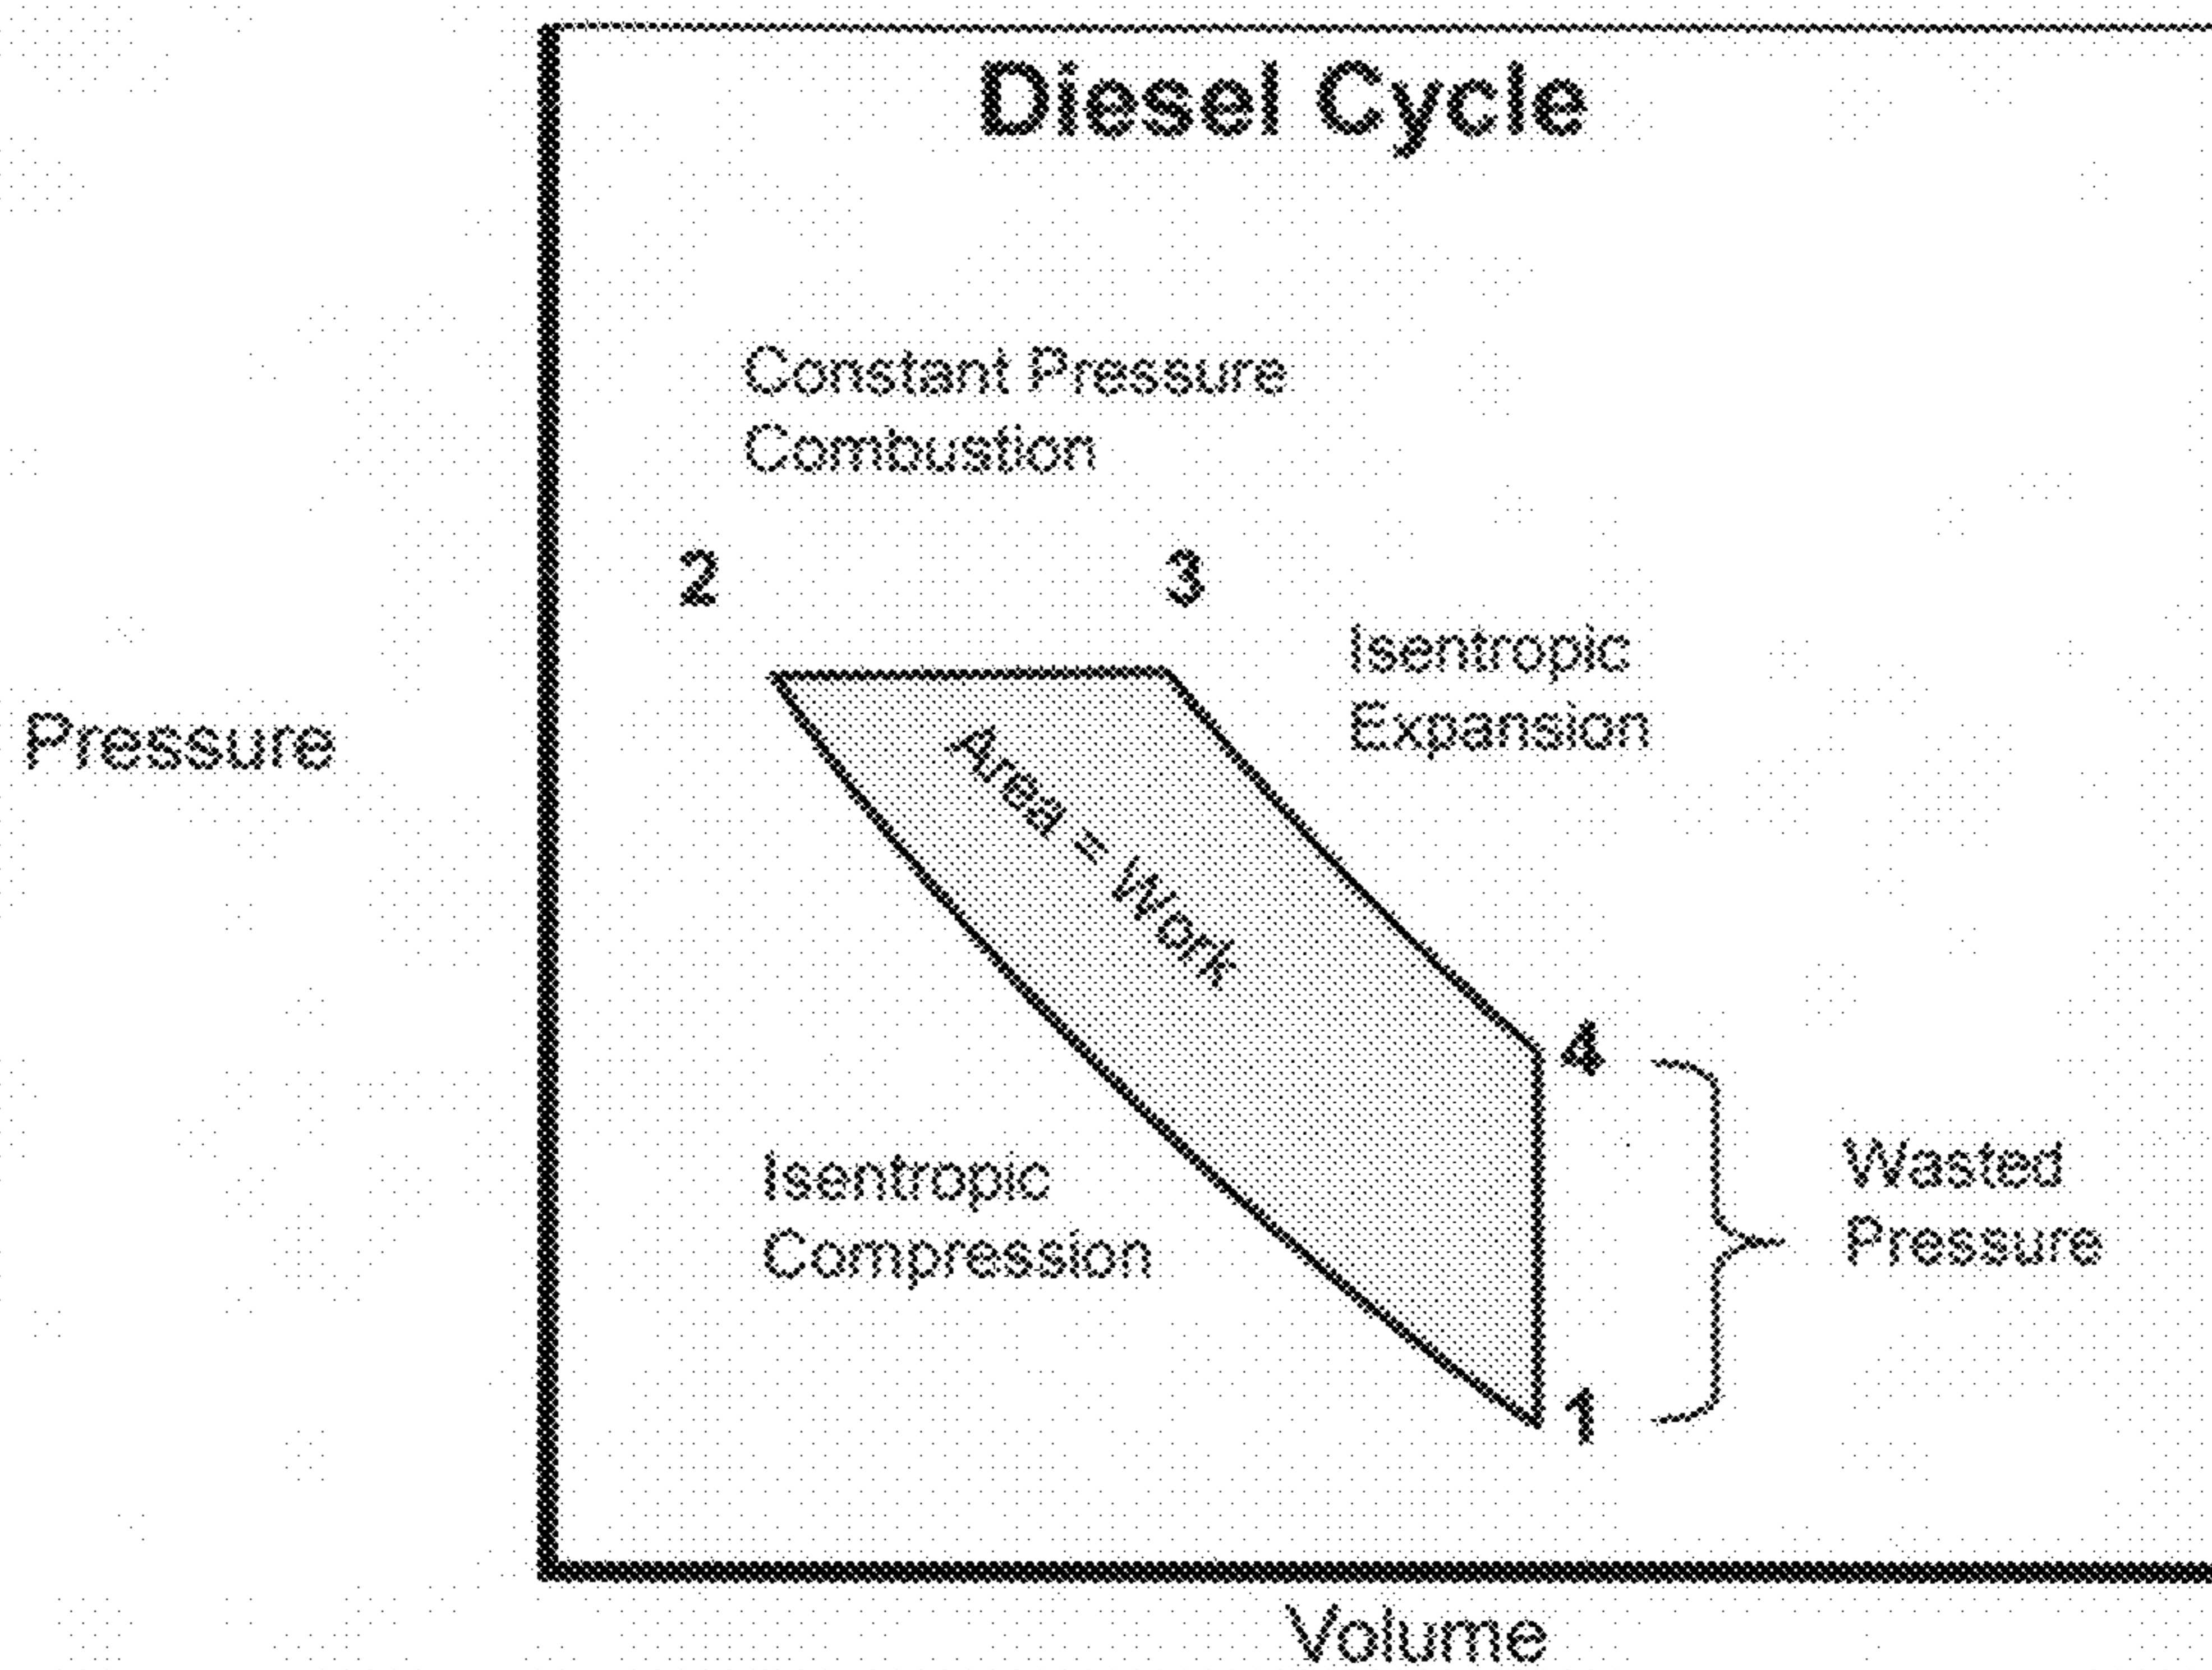 Diesel Cycle
Constant Pressure
Combustion
2
3
Isentropic
Expansion
Pressure
Area = Work
4
Isentropic
Compression
Wasted
Pressure
1
Volume